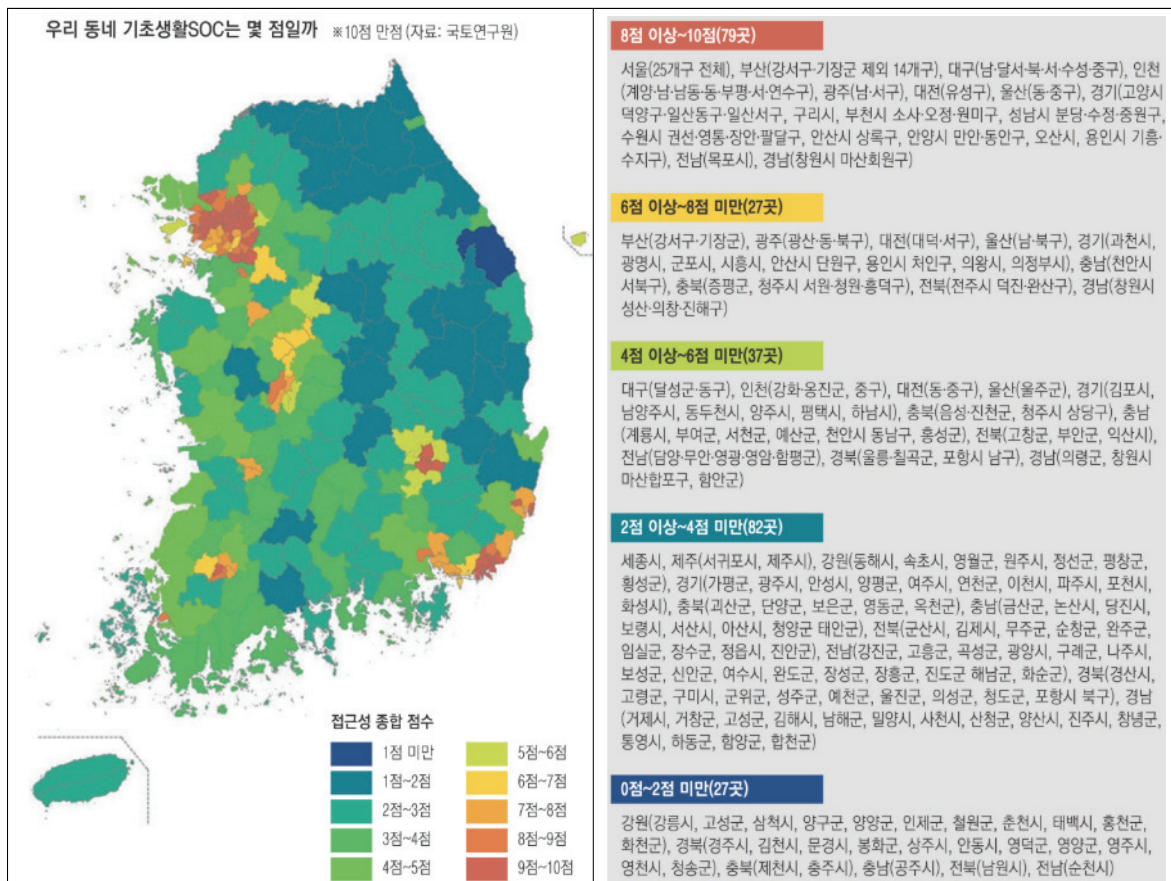 우리 동네 기초생활SOC는 몇 점일까 ※10점 만점 (자료: 국토연구원)
접근성 종합 점수
1점 미만
1점~2점
2점~3점
3점~4점
4점~5점
5점~6점
6점~7점
7점~8점
8점~9점
9점~10점
8점 이상~10점(79곳)
서울(25개구 전체), 부산(강서구·기장군 제외 14개구), 대구(남·달서·북·서·수성·중구), 인천
(계양·남·남동·동·부평·서·연수구), 광주(남·서구), 대전(유성구), 울산(동·중구), 경기(고양시
덕양구·일산동구·일산서구, 구리시, 부천시 소사·오정·원미구, 성남시 분당·수정·중원구,
수원시 권선·영통·장안·팔달구, 안산시 상록구, 안양시 만안·동안구, 오산시, 용인시 기흥·
수지구), 전남(목포시), 경남(창원시 마산회원구)
6점 이상~8점 미만(27곳)
부산(강서구·기장군), 광주(광산·동·북구), 대전(대덕·서구), 울산(남·북구), 경기(과천시,
광명시, 군포시, 시흥시, 안산시 단원구, 용인시 처인구, 의왕시, 의정부시), 충남(천안시
서북구), 충북(증평군, 청주시 서원·청원·흥덕구), 전북(전주시 덕진·완산구), 경남(창원시
성산·의창·진해구)
4점 이상~6점 미만(37곳)
대구(달성군·동구), 인천(강화·옹진군, 중구), 대전(동·중구), 울산(울주군), 경기(김포시,
남양주시, 동두천시, 양주시, 평택시, 하남시), 충북(음성·진천군, 청주시 상당구), 충남
(계룡시, 부여군, 서천군, 예산군, 천안시 동남구, 홍성군), 전북(고창군, 부안군, 익산시),
전남(담양·무안·영광·영암·함평군), 경북(울릉·칠곡군, 포항시 남구), 경남(의령군, 창원시
마산합포구, 함안군)
2점 이상~4점 미만(82곳)
세종시, 제주(서귀포시, 제주시), 강원(동해시, 속초시, 영월군, 원주시, 정선군, 평창군,
횡성군), 경기(가평군, 광주시, 안성시, 양평군, 여주시, 연천군, 이천시, 파주시, 포천시,
화성시), 충북(괴산군, 단양군, 보은군, 영동군, 옥천군), 충남(금산군, 논산시, 당진시,
보령시, 서산시, 아산시, 청양군 태안군), 전북(군산시, 김제시, 무주군, 순창군, 완주군,
임실군, 장수군, 정읍시, 진안군), 전남(강진군, 고흥군, 곡성군, 광양시, 구례군, 나주시,
보성군, 신안군, 여수시, 완도군, 장성군, 장흥군, 진도군 해남군, 화순군), 경북(경산시,
고령군, 구미시, 군위군, 성주군, 예천군, 울진군, 의성군, 청도군, 포항시 북구), 경남
(거제시, 거창군, 고성군, 김해시, 남해군, 밀양시, 사천시, 산청군, 양산시, 진주시, 창녕군,
통영시, 하동군, 함양군, 합천군)
0점~2점 미만(27곳)
강원(강릉시, 고성군, 삼척시, 양구군, 양양군, 인제군, 철원군, 춘천시, 태백시, 홍천군,
화천군), 경북(경주시, 김천시, 문경시, 봉화군, 상주시, 안동시, 영덕군, 영양군, 영주시,
영천시, 청송군), 충북(제천시, 충주시), 충남(공주시), 전북(남원시), 전남(순천시)